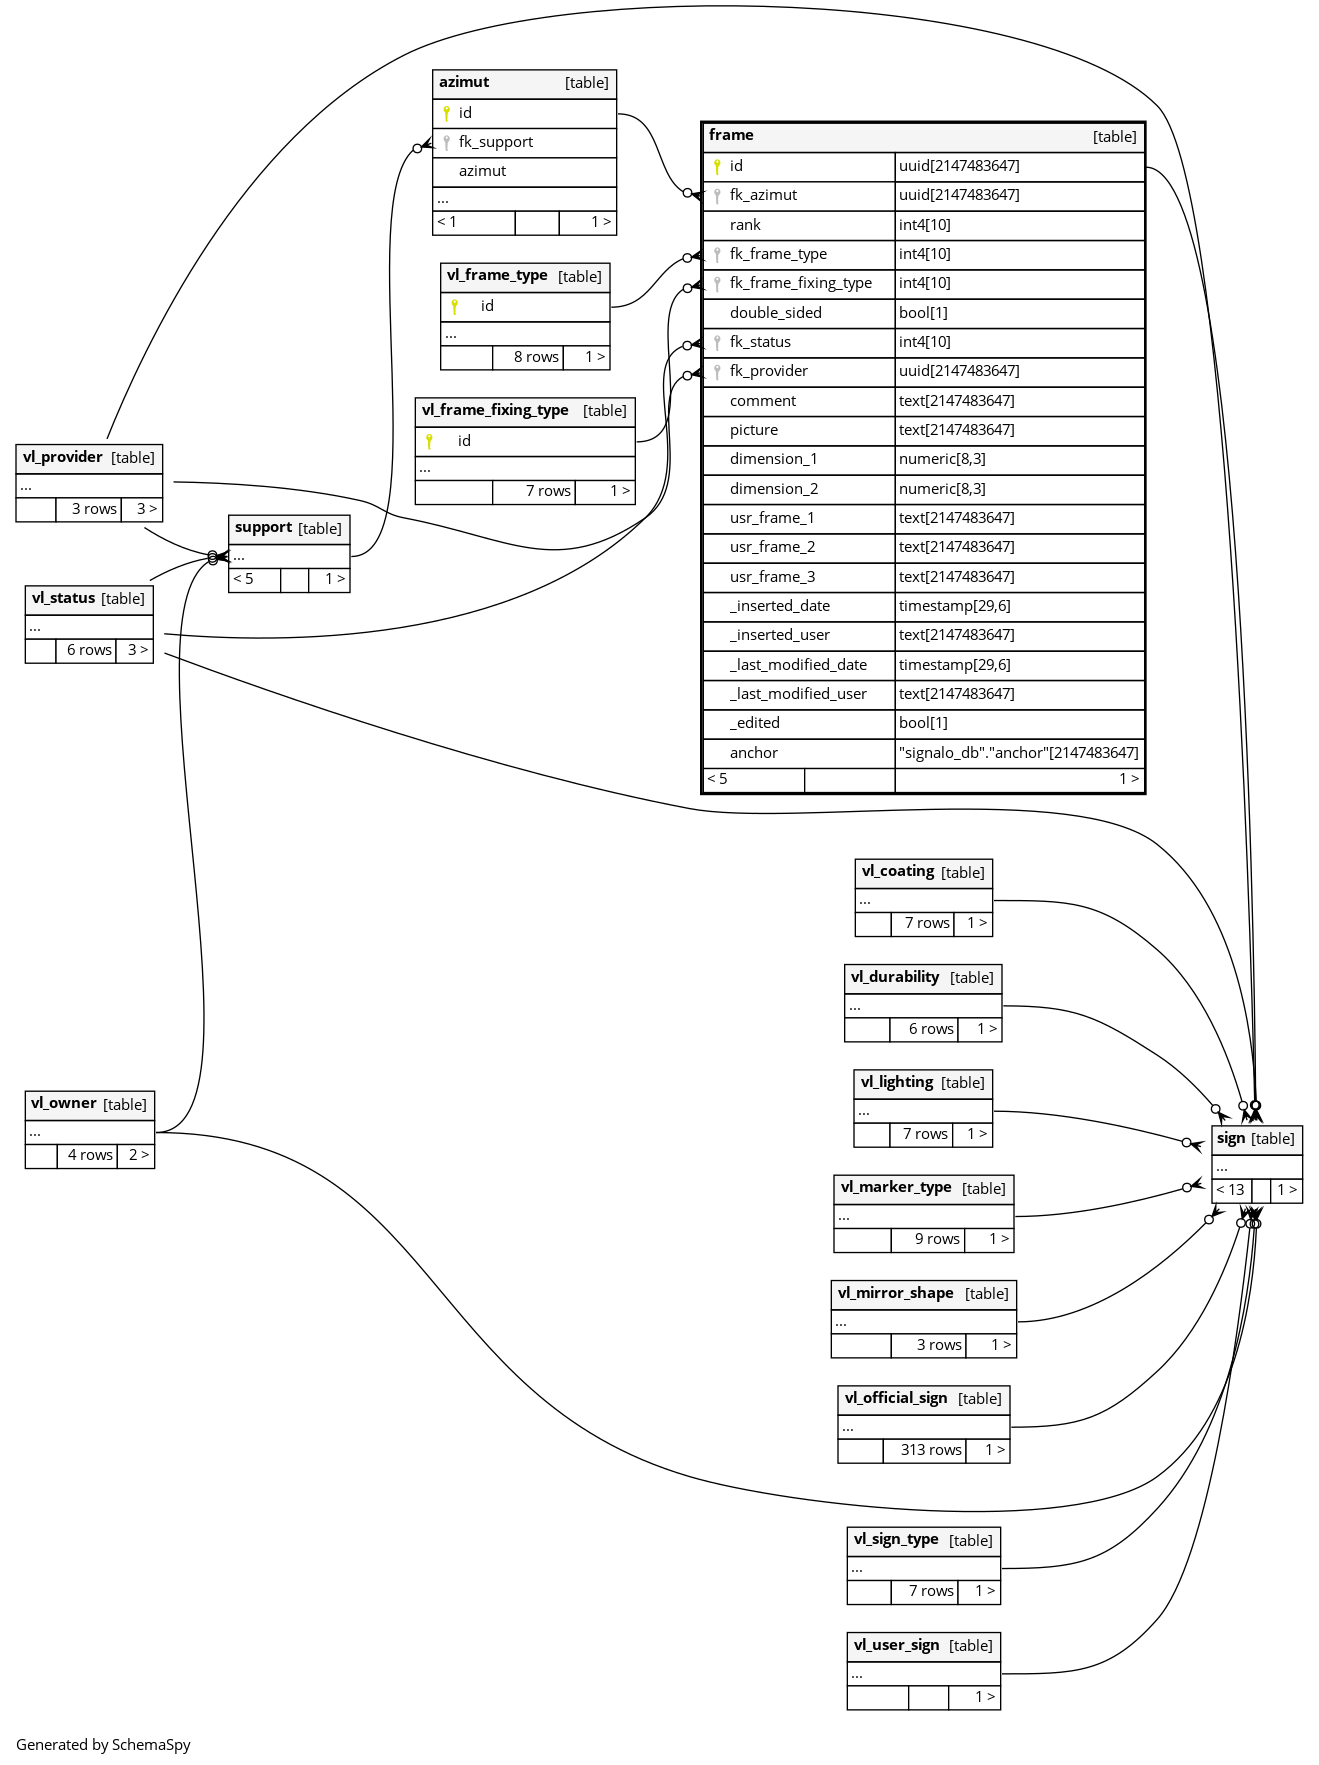 azimut [table]
id
fk_support
azimut
...
< 1 1 >
frame [table]
id uuid[2147483647]
fk_azimut uuid[2147483647]
rank int4[10]
fk_frame_type int4[10]
fk_frame_fixing_type int4[10]
double_sided bool[1]
fk_status int4[10]
fk_provider uuid[2147483647]
comment text[2147483647]
picture text[2147483647]
dimension_1 numeric[8,3]
dimension_2 numeric[8,3]
usr_frame_1 text[2147483647]
usr_frame_2 text[2147483647]
usr_frame_3 text[2147483647]
_inserted_date timestamp[29,6]
_inserted_user text[2147483647]
_last_modified_date timestamp[29,6]
_last_modified_user text[2147483647]
_edited bool[1]
anchor "signalo_db"."anchor"[2147483647]
< 5 1 >
vl_frame_type [table]
id
...
8 rows 1 >
vl_frame_fixing_type [table]
id
...
7 rows 1 >
vl_provider [table]
...
3 rows 3 >
support [table]
...
< 5 1 >
vl_status [table]
...
6 rows 3 >
vl_coating [table]
...
7 rows 1 >
vl_durability [table]
...
6 rows 1 >
vl_lighting [table]
...
7 rows 1 >
vl_owner [table]
...
4 rows 2 >
sign [table]
...
< 13 1 >
vl_marker_type [table]
...
9 rows 1 >
vl_mirror_shape [table]
...
3 rows 1 >
vl_official_sign [table]
...
313 rows 1 >
vl_sign_type [table]
...
7 rows 1 >
vl_user_sign [table]
...
1 >
Generated by SchemaSpy